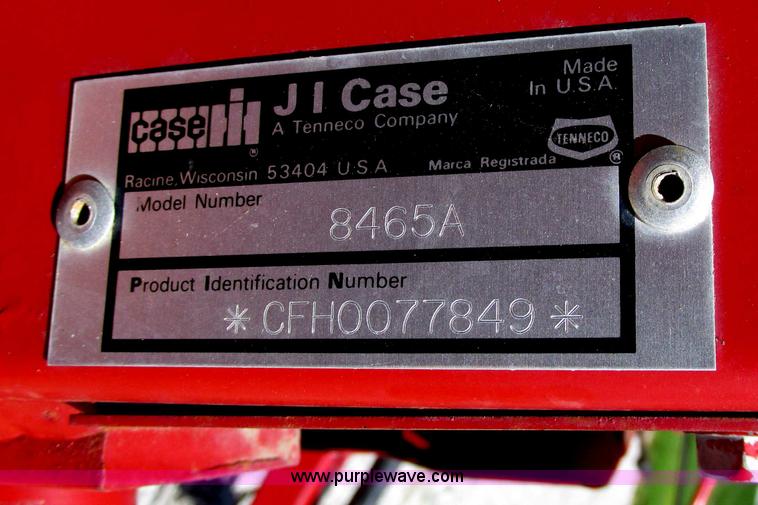 case IH ®
J I Case
A Tenneco Company
Made
In U.S.A.
TENNECO ®
Racine, Wisconsin 53404 U.S.A
Marca Registrada
Model Number
8465A
Product Identification Number
* CFH0077849 *
www.purplewave.com